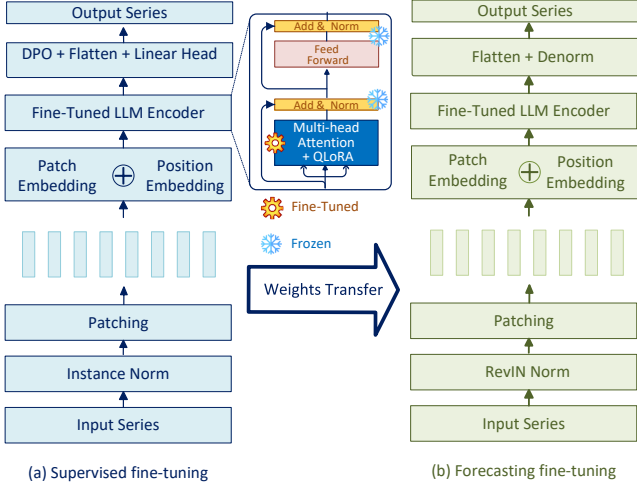 Output Series
DPO + Flatten + Linear Head
Fine-Tuned LLM Encoder
Patch
Embedding
Position
Embedding
Patching
Instance Norm
Input Series
(a) Supervised fine-tuning
Add & Norm
Feed
Forward
Add & Norm
Multi-head
Attention
+ QLoRA
Fine-Tuned
Frozen
Weights Transfer
Output Series
Flatten + Denorm
Fine-Tuned LLM Encoder
Patch
Embedding
Position
Embedding
Patching
RevIN Norm
Input Series
(b) Forecasting fine-tuning